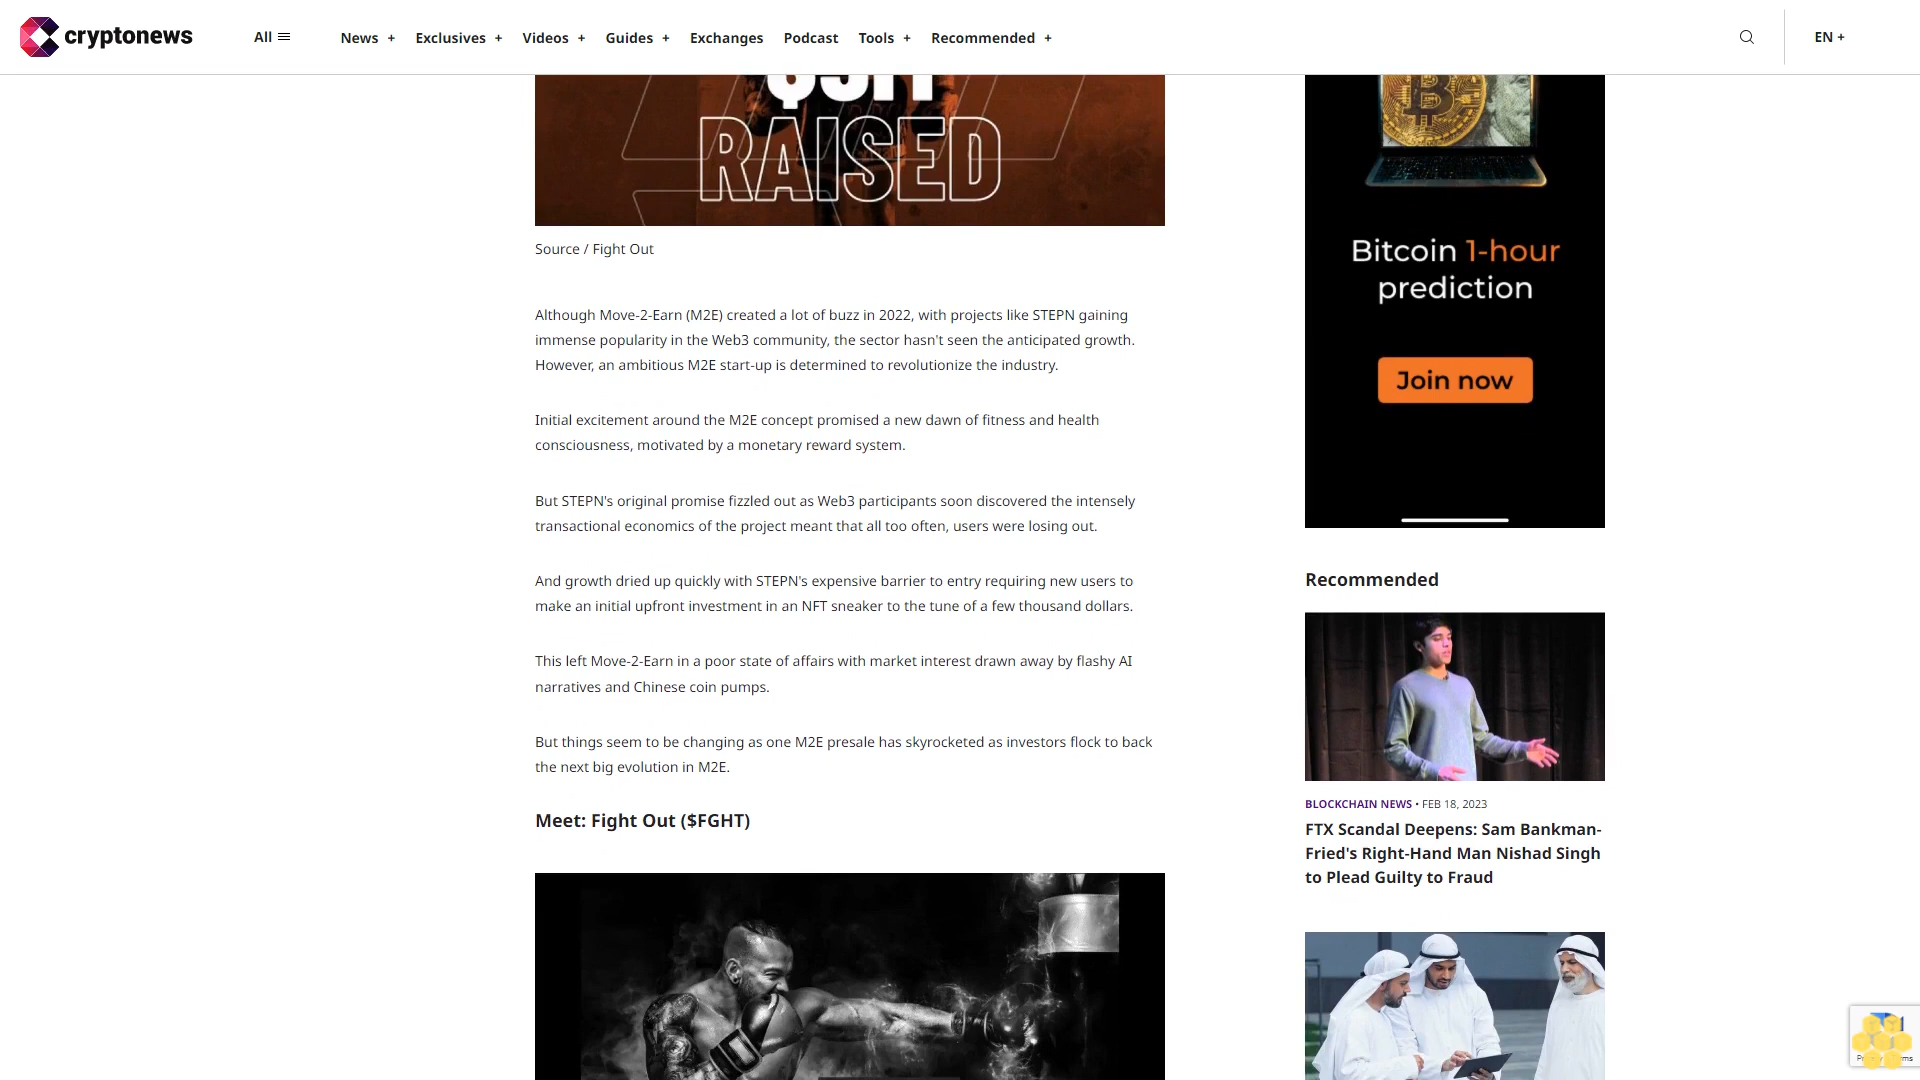 cryptonews
All
News +
Exclusives +
Videos +
Guides +
Exchanges
Podcast
Tools +
Recommended +
EN +
RAISED
Source / Fight Out
Although Move-2-Earn (M2E) created a lot of buzz in 2022, with projects like STEPN gaining
immense popularity in the Web3 community, the sector hasn't seen the anticipated growth.
However, an ambitious M2E start-up is determined to revolutionize the industry.
Initial excitement around the M2E concept promised a new dawn of fitness and health
consciousness, motivated by a monetary reward system.
But STEPN's original promise fizzled out as Web3 participants soon discovered the intensely
transactional economics of the project meant that all too often, users were losing out.
And growth dried up quickly with STEPN's expensive barrier to entry requiring new users to
make an initial upfront investment in an NFT sneaker to the tune of a few thousand dollars.
This left Move-2-Earn in a poor state of affairs with market interest drawn away by flashy AI
narratives and Chinese coin pumps.
But things seem to be changing as one M2E presale has skyrocketed as investors flock to back
the next big evolution in M2E.
Meet: Fight Out ($FGHT)
Bitcoin 1-hour
prediction
Join now
Recommended
BLOCKCHAIN NEWS • FEB 18, 2023
FTX Scandal Deepens: Sam Bankman-
Fried's Right-Hand Man Nishad Singh
to Plead Guilty to Fraud